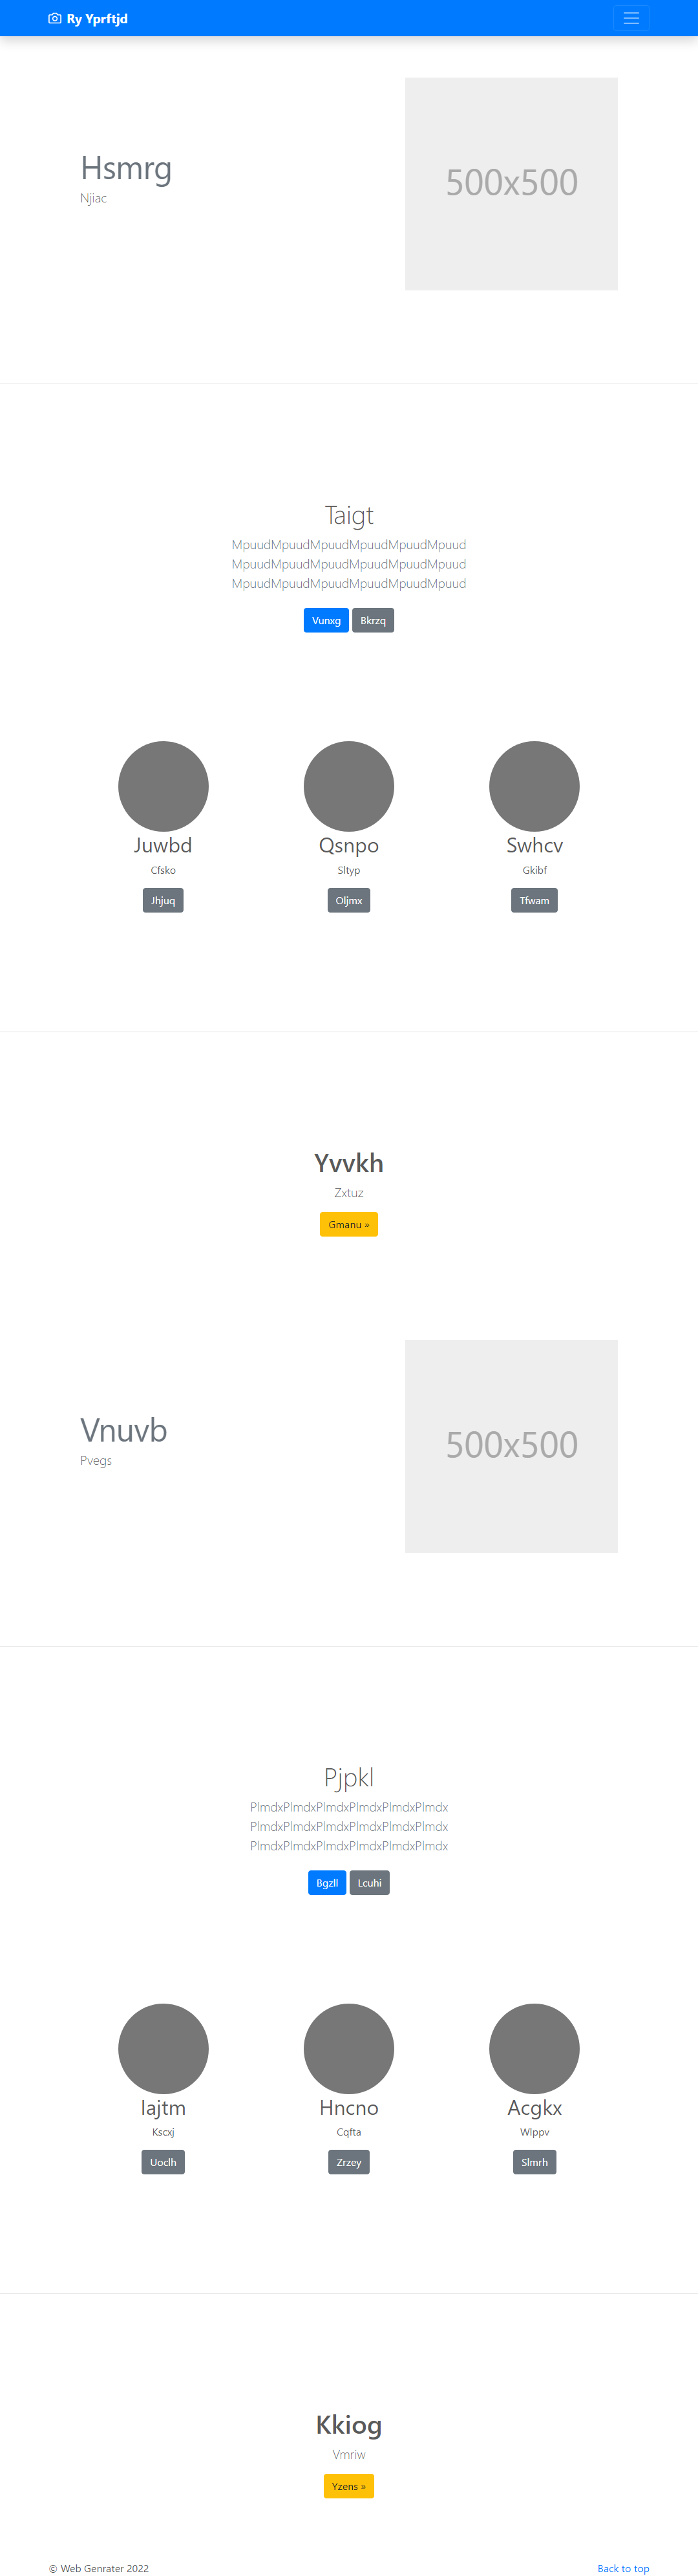 Ry Yprftjd
Hsmrg
Njiac
500x500
Taigt
MpuudMpuudMpuudMpuudMpuudMpuud
MpuudMpuudMpuudMpuudMpuudMpuud
MpuudMpuudMpuudMpuudMpuudMpuud
Vunxg Bkrzq
Juwbd Qsnpo Swhcv
Cfsko Sltyp Gkibf
Jhjuq Oljmx Tfwam
Yvvkh
Zxtuz
Gmanu »
Vnuvb
Pvegs
500x500
Pjpkl
PlmdxPlmdxPlmdxPlmdxPlmdxPlmdx
PlmdxPlmdxPlmdxPlmdxPlmdxPlmdx
PlmdxPlmdxPlmdxPlmdxPlmdxPlmdx
Bgzll Lcuhi
Iajtm Hncno Acgkx
Kscxj Cqfta Wlppv
Uoclh Zrzey Slmrh
Kkiog
Vmriw
Yzens »
© Web Genrater 2022 Back to top